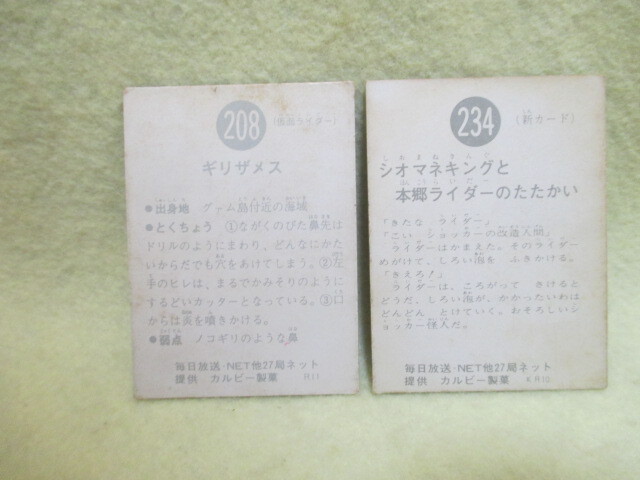 208
(仮面ライダー)
ギリザメス
●出身地 ゲーム島付近の海域
●とくちょう ①ながくのびた鼻先は
ドリルのようにまわり、どんなにかた
いからだでも穴をあけてしまう。②左
手のヒレは、まるでかみそりのように
するどいカッターとなっている。③口
からは炎を噴きかける。
●弱点 ノコギリのような鼻
毎日放送・NET他27局ネット
提供 カルビー製菓
234
(新カード)
シオマネキングと
本郷ライダーのたたかい
「きたな ライダー」
「こい ショッカーの改造人間」
ライダーはかまえた。そのライダー
めがけて、しろい泡を ふきかける。
「きえろ!」
ライダーは、ころがって さけると
どうだ、しろい泡が、かかったいわは
どんどん とけていく。おそろしいシ
ョッカー怪人だ。
毎日放送・NET他27局ネット
提供 カルビー製菓